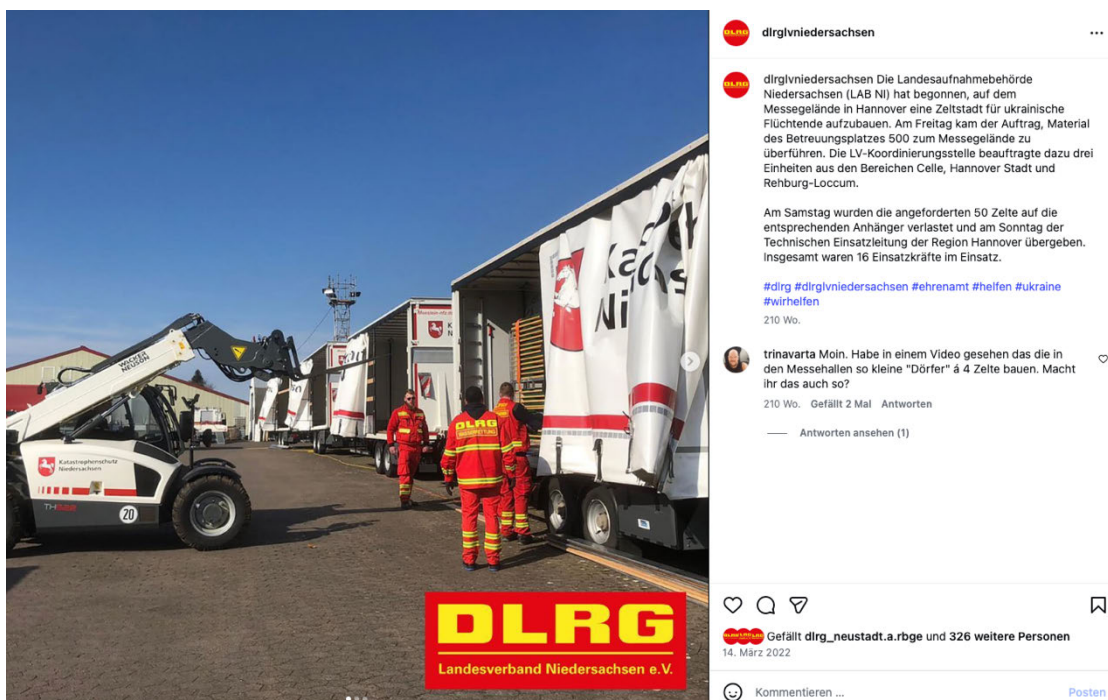 WACKER
NEUSON
Katastrophenschutz
Niedersachsen
20
DLRG
Ka
Ni
DLRG
Landesverband Niedersachsen e.V.
dlrglvniedersachsen
dlrglvniedersachsen Die Landesaufnahmebehörde
Niedersachsen (LAB NI) hat begonnen, auf dem
Messegelände in Hannover eine Zeltstadt für ukrainische
Flüchtende aufzubauen. Am Freitag kam der Auftrag, Material
des Betreuungsplatzes 500 zum Messegelände zu
überführen. Die LV-Koordinierungsstelle beauftragte dazu drei
Einheiten aus den Bereichen Celle, Hannover Stadt und
Rehburg-Loccum.
Am Samstag wurden die angeforderten 50 Zelte auf die
entsprechenden Anhänger verlastet und am Sonntag der
Technischen Einsatzleitung der Region Hannover übergeben.
Insgesamt waren 16 Einsatzkräfte im Einsatz.
#dlrg #dlrglvniedersachsen #ehrenamt #helfen #ukraine
#wirhelfen
210 Wo.
trinavarta Moin. Habe in einem Video gesehen das die in
den Messehallen so kleine "Dörfer" á 4 Zelte bauen. Macht
ihr das auch so?
210 Wo. Gefällt 2 Mal Antworten
Antworten ansehen (1)
Gefällt dlrg_neustadt.a.rbge und 326 weitere Personen
14. März 2022
Kommentieren ...
Posten